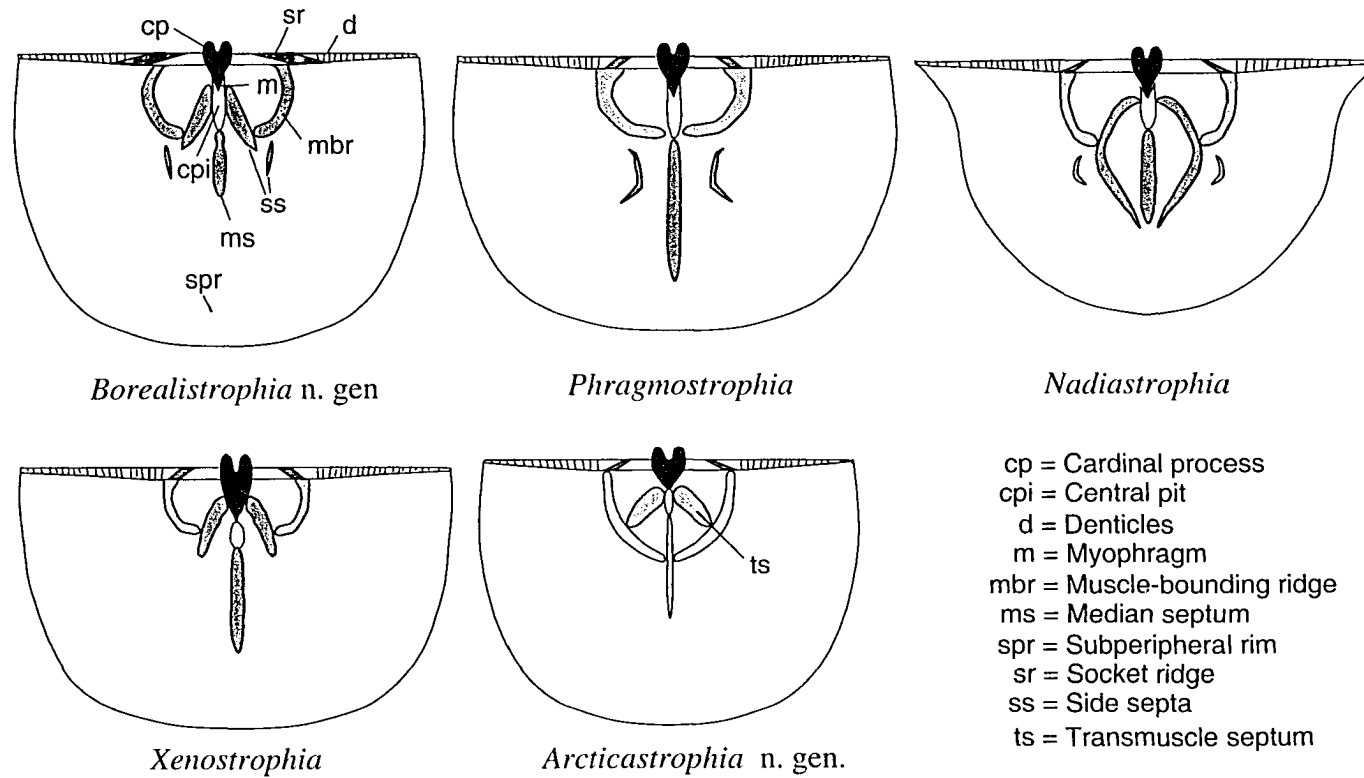 cp
sr
d
m
mbr
cpi
ss
ms
spr
Borealistrophia n. gen
Phragmostrophia
Nadiastrophia
ts
Xenostrophia
Arcticastrophia n. gen.
cp = Cardinal process
cpi = Central pit
d = Denticles
m = Myophragm
mbr = Muscle-bounding ridge
ms = Median septum
spr = Subperipheral rim
sr = Socket ridge
ss = Side septa
ts = Transmuscle septum